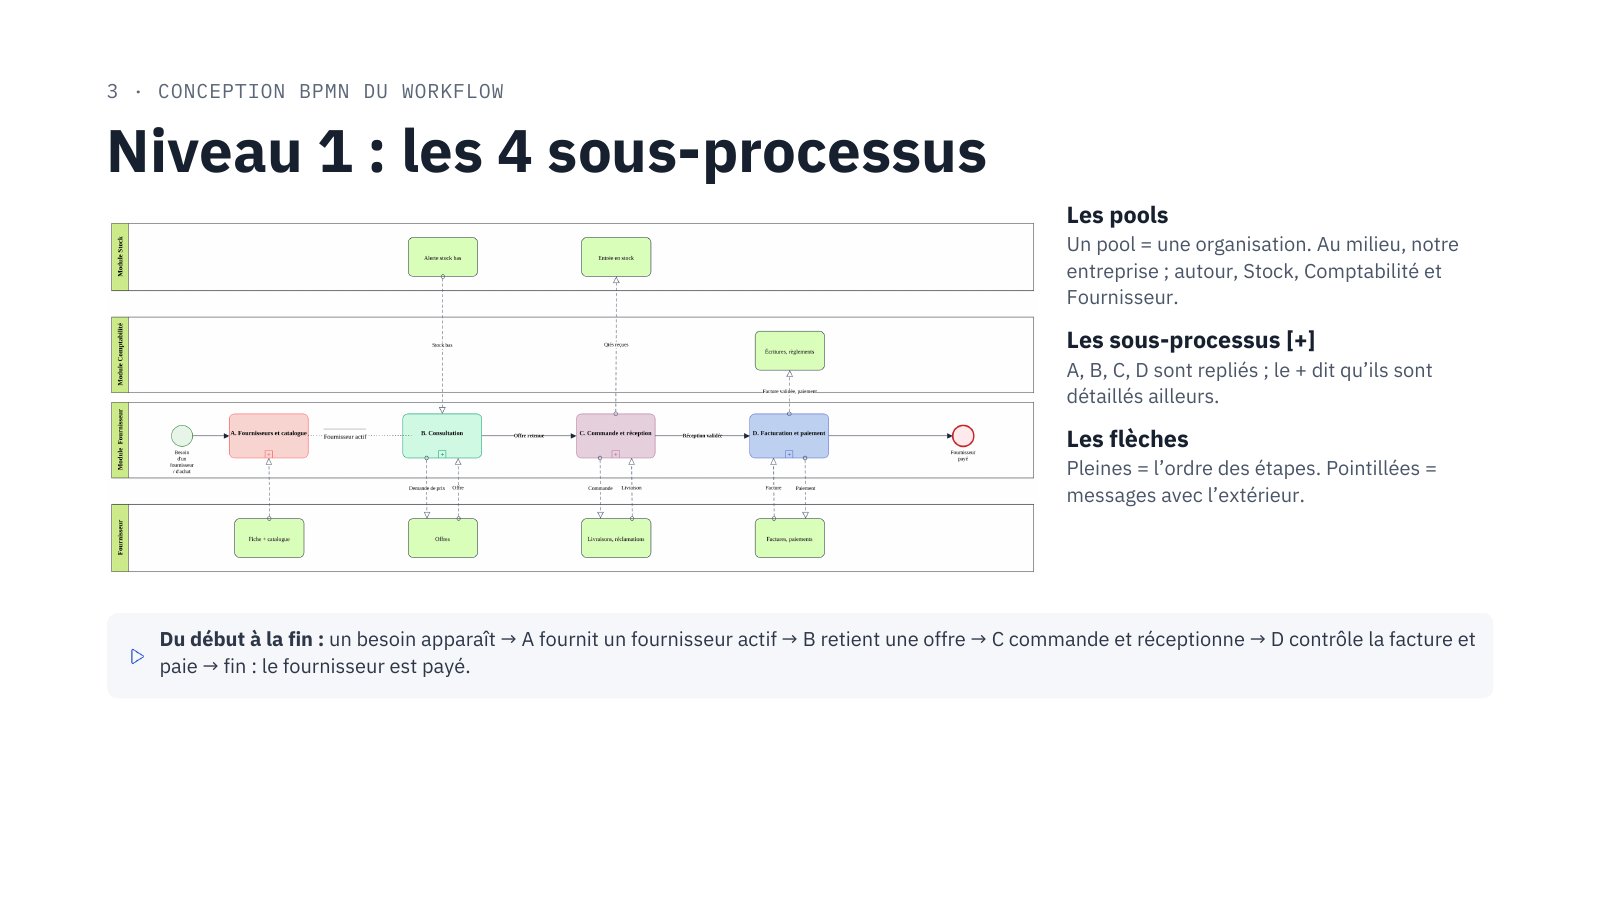 3 · CONCEPTION BPMN DU WORKFLOW
Niveau 1 : les 4 sous-processus
Module Stock
Alerte stock bas
Entrée en stock
Module Comptabilité
Stock bas
Qtés reçues
Écritures, règlements
Facture validée, paiement
Module Fournisseur
Besoin
d'un
fournisseur
/ d'achat
A. Fournisseurs et catalogue
Fournisseur actif
B. Consultation
Offre retenue
C. Commande et réception
Réception validée
D. Facturation et paiement
Fournisseur
payé
Demande de prix
Offre
Commande
Livraison
Facture
Paiement
Fournisseur
Fiche + catalogue
Offres
Livraisons, réclamations
Factures, paiements
Les pools
Un pool = une organisation. Au milieu, notre
entreprise ; autour, Stock, Comptabilité et
Fournisseur.
Les sous-processus [+]
A, B, C, D sont repliés ; le + dit qu’ils sont
détaillés ailleurs.
Les flèches
Pleines = l’ordre des étapes. Pointillées =
messages avec l’extérieur.
Du début à la fin : un besoin apparaît → A fournit un fournisseur actif → B retient une offre → C commande et réceptionne → D contrôle la facture et
paie → fin : le fournisseur est payé.